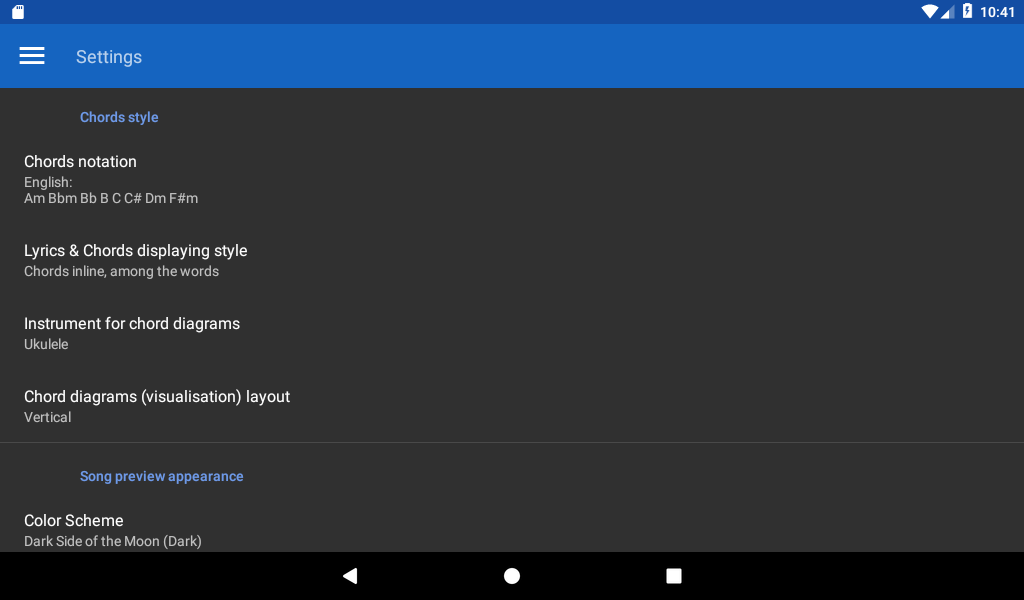 10:41
Settings
Chords style
Chords notation
English:
Am Bbm Bb B C C# Dm F#m
Lyrics & Chords displaying style
Chords inline, among the words
Instrument for chord diagrams
Ukulele
Chord diagrams (visualisation) layout
Vertical
Song preview appearance
Color Scheme
Dark Side of the Moon (Dark)